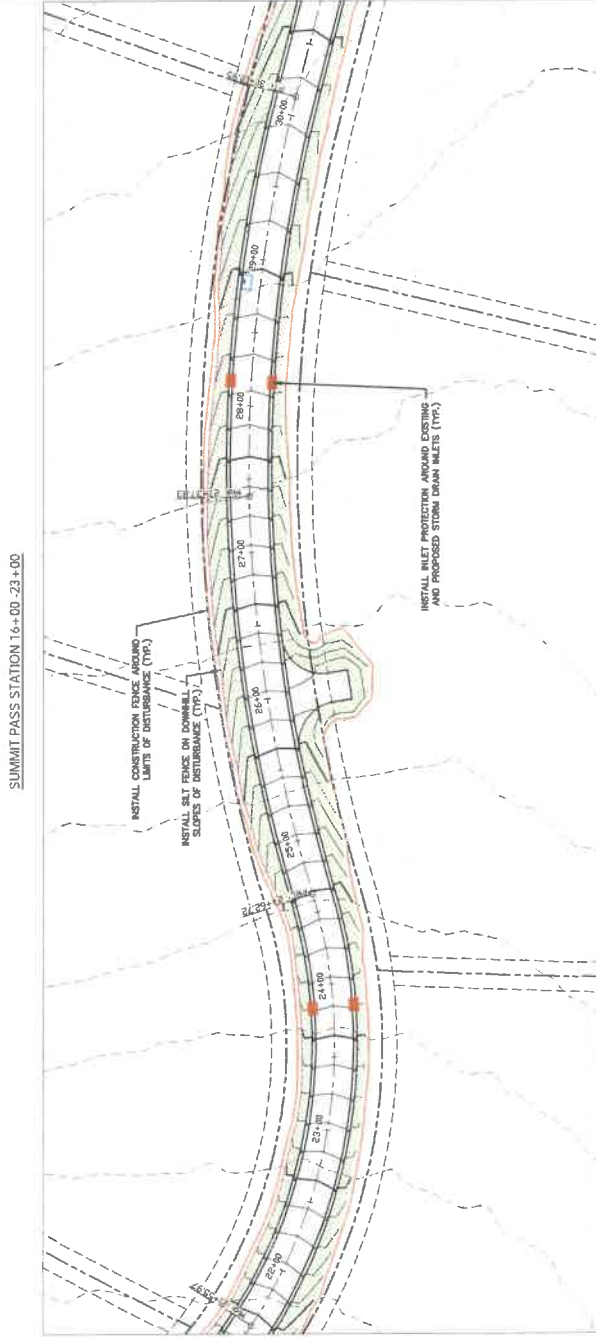 SUMMIT PASS STATION 16+00 -23+00
INSTALL CONSTRUCTION FENCE AROUND
LIMITS OF DISTURBANCE (TYP.)
INSTALL SILT FENCE ON DOWNHILL
SLOPES OF DISTURBANCE (TYP.)
22+00
23+00
24+00
25+00
26+00
27+00
28+00
29+00
30+00
INSTALL INLET PROTECTION AROUND EXISTING
AND PROPOSED STORM DRAIN INLETS (TYP.)